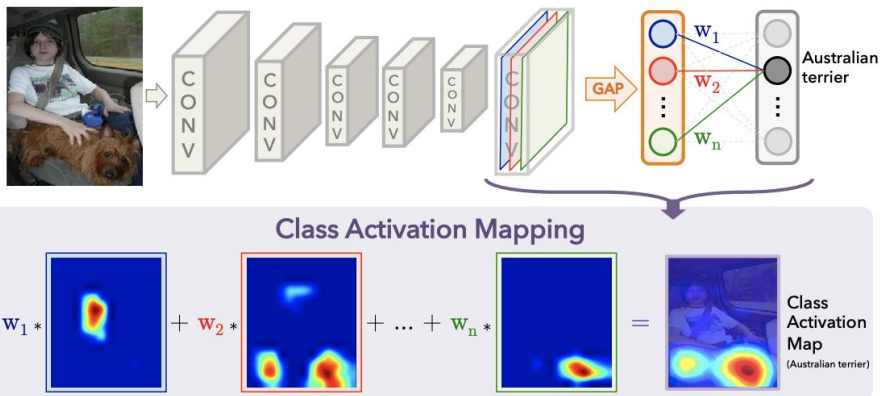 CONV
CONV
CONV
CONV
CONV
CONV
GAP
w1
w2
⋮
wn
⋮
Australian
terrier
Class Activation Mapping
w1 * + w2 * + ... + wn * =
Class
Activation
Map
(Australian terrier)